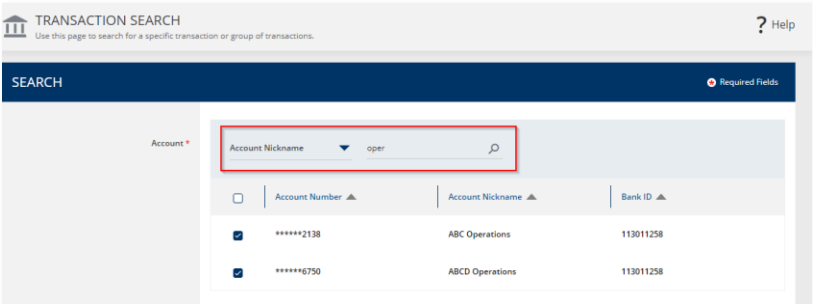 TRANSACTION SEARCH
Use this page to search for a specific transaction or group of transactions.
? Help
SEARCH
Required Fields
Account *
Account Nickname oper
Account Number Account Nickname Bank ID
******2138 ABC Operations 113011258
******6750 ABCD Operations 113011258